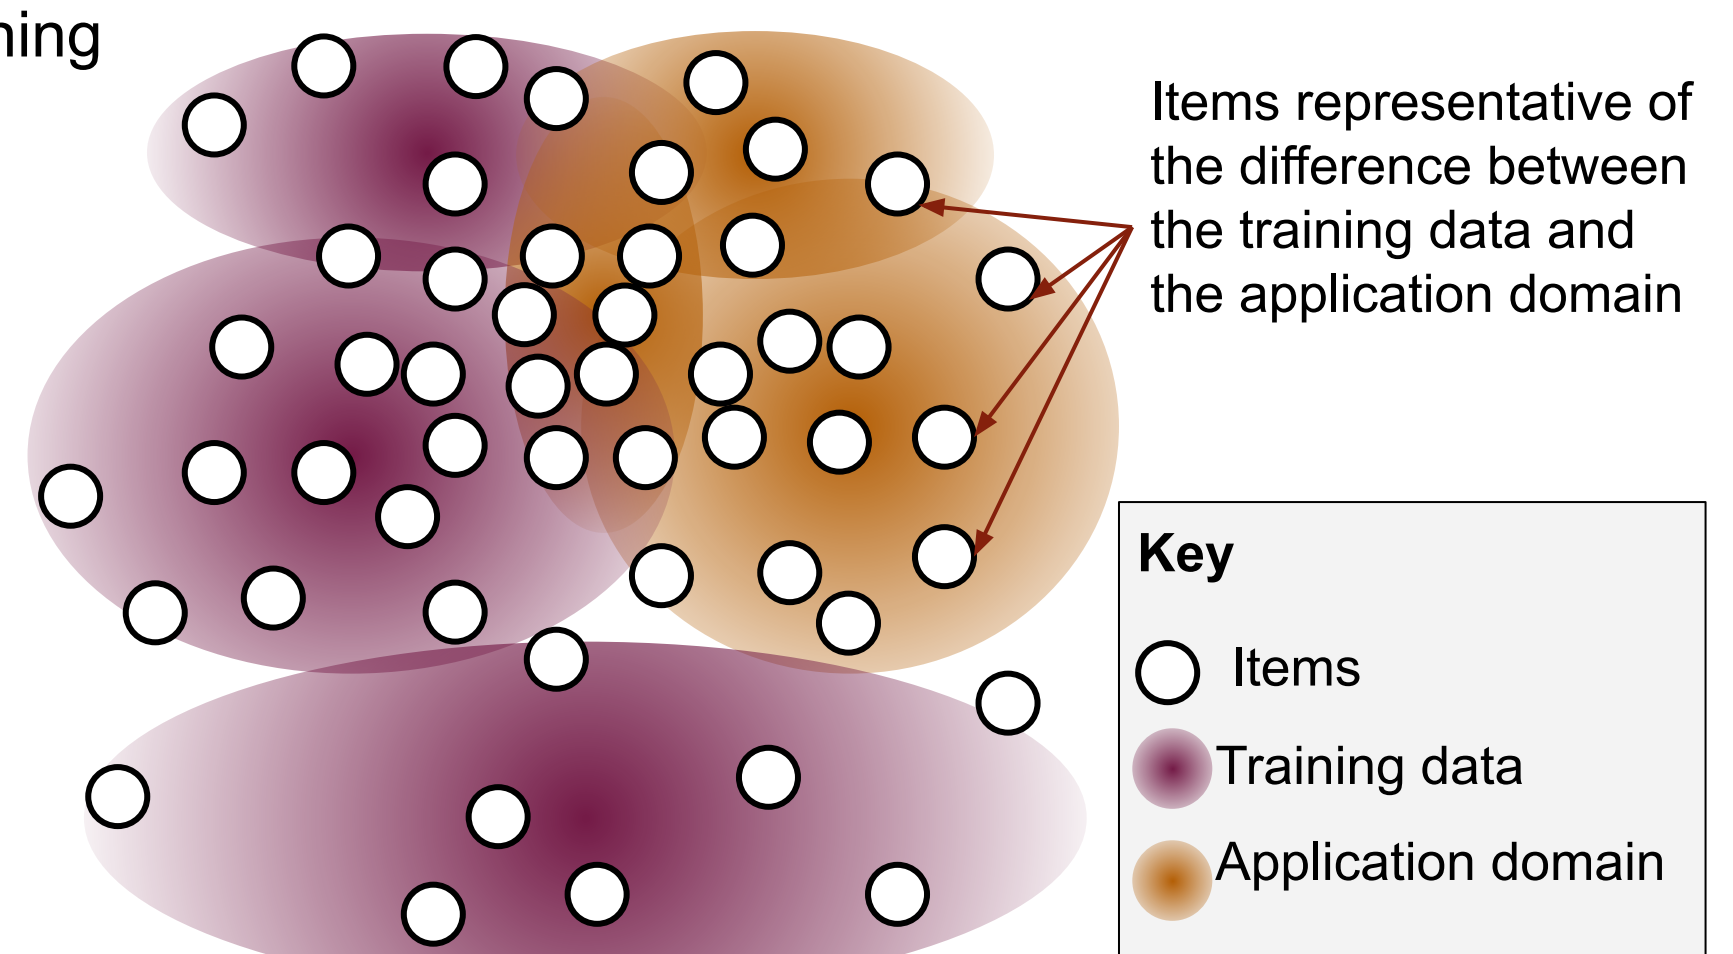 Items representative of
the difference between
the training data and
the application domain
Key
Items
Training data
Application domain